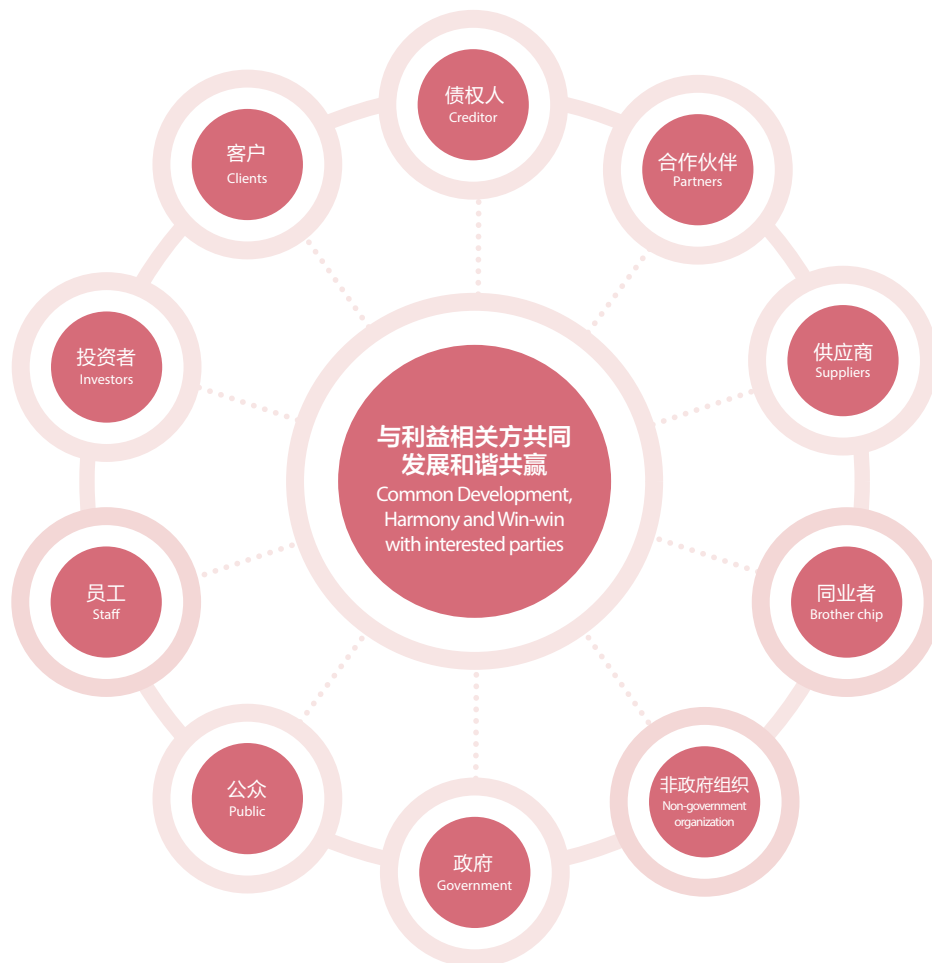 债权人
Creditor
客户
Clients
合作伙伴
Partners
投资者
Investors
供应商
Suppliers
与利益相关方共同
发展和谐共赢
Common Development,
Harmony and Win-win
with interested parties
员工
Staff
同业者
Brother chip
公众
Public
非政府组织
Non-government
organization
政府
Government